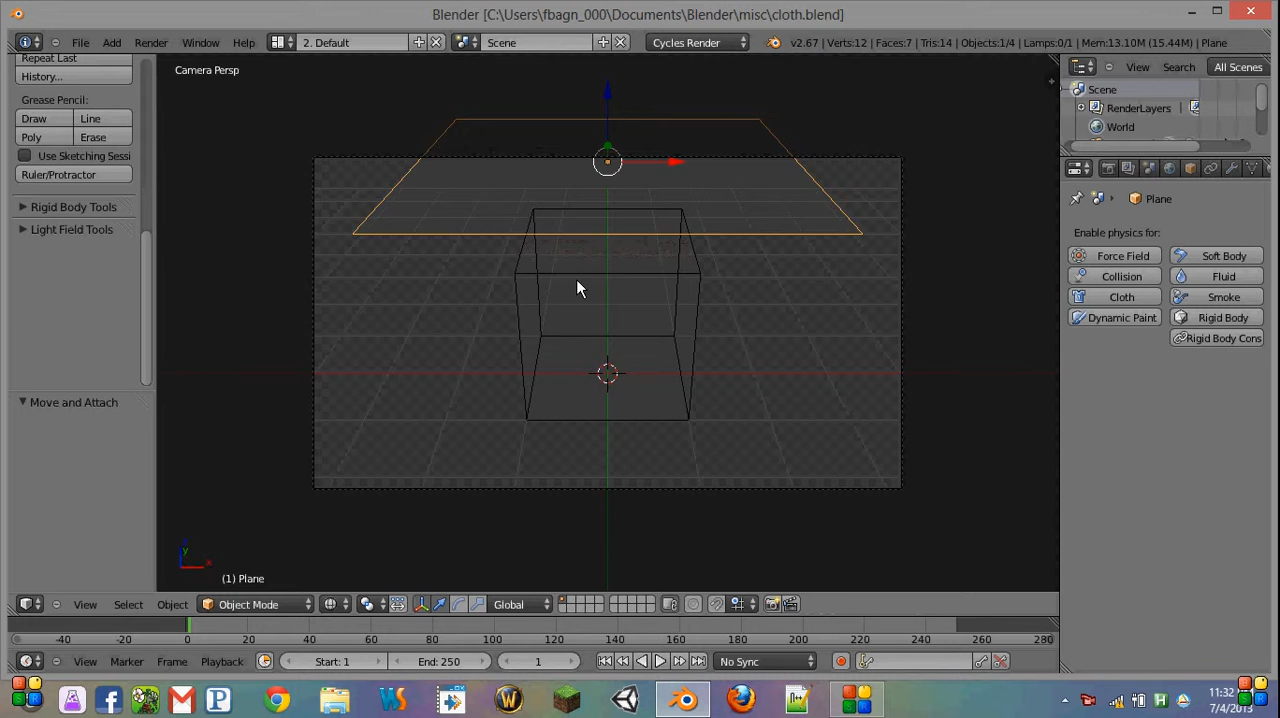 Blender [C:\Users\fbagn_000\Documents\Blender\misc\cloth.blend]
File Add Render Window Help 2. Default Scene Cycles Render v2.67 | Verts:12 | Faces:7 | Tris:14 | Objects:1/4 | Lamps:0/1 | Mem:13.10M (15.44M) | Plane
Repeat Last
History...
Grease Pencil:
Draw Line
Poly Erase
Use Sketching Sessi
Ruler/Protractor
Rigid Body Tools
Light Field Tools
Move and Attach
Camera Persp
(1) Plane
View Search All Scenes
Scene
RenderLayers |
World
Plane
Enable physics for:
Force Field Soft Body
Collision Fluid
Cloth Smoke
Dynamic Paint Rigid Body
Rigid Body Cons
View Select Object Object Mode Global
-40 -20 0 20 40 60 80 100 120 140 160 180 200 220 240 260 280
View Marker Frame Playback Start: 1 End: 250 1 No Sync
11:32
7/4/2013